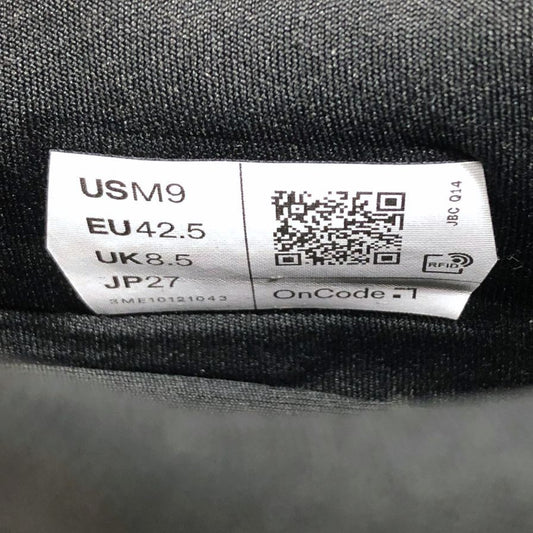 USM9
EU42.5
UK8.5
JP27
3ME10121043
JBC Q14
RFID
OnCode